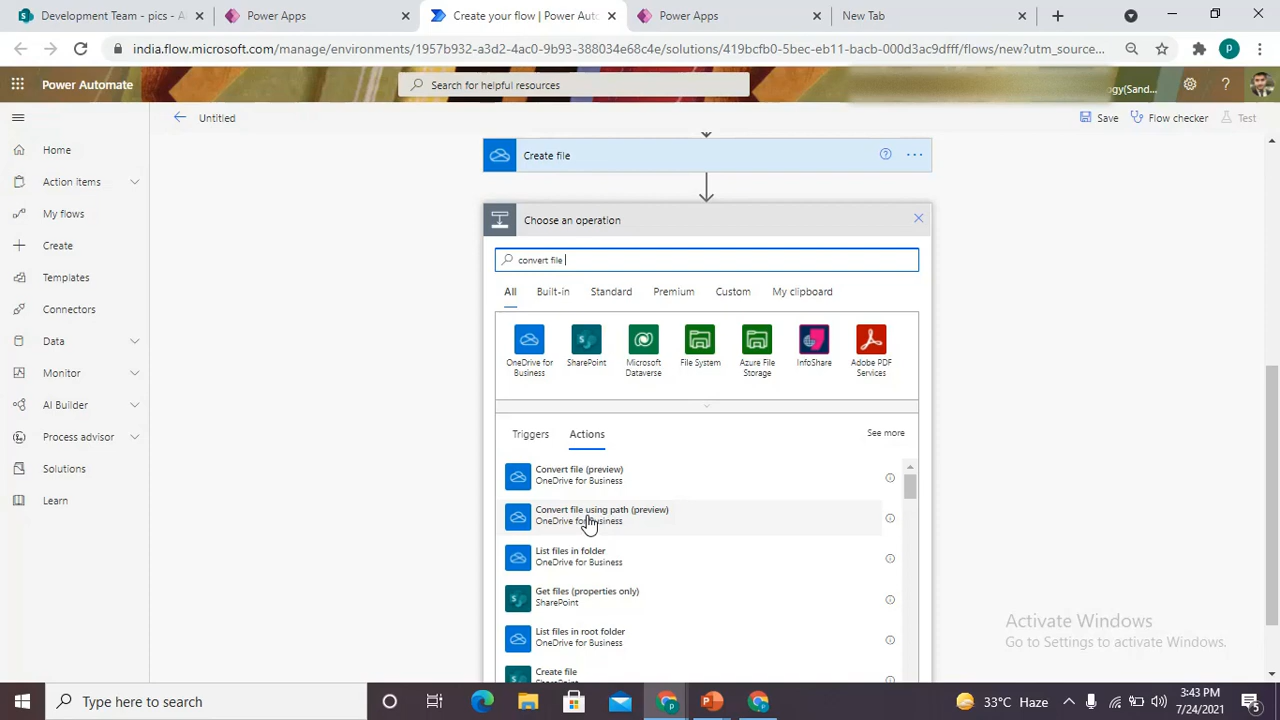 Development Team - pics - Al
Power Apps
Create your flow | Power Auto
Power Apps
New Tab
india.flow.microsoft.com/manage/environments/1957b932-a3d2-4ac0-9b93-388034e68c4e/solutions/419bcfb0-5bec-eb11-bacb-000d3ac9dfff/flows/new?utm_source...
P
Power Automate
Search for helpful resources
ogy(Sand...
Untitled
Save
Flow checker
Test
Home
Action items
My flows
Create
Templates
Connectors
Data
Monitor
AI Builder
Process advisor
Solutions
Learn
Create file
Choose an operation
convert file
All
Built-in
Standard
Premium
Custom
My clipboard
OneDrive for
Business
SharePoint
Microsoft
Dataverse
File System
Azure File
Storage
InfoShare
Adobe PDF
Services
Triggers
Actions
See more
Convert file (preview)
OneDrive for Business
Convert file using path (preview)
OneDrive for Business
List files in folder
OneDrive for Business
Get files (properties only)
SharePoint
List files in root folder
OneDrive for Business
Create file
SharePoint
Activate Windows
Go to Settings to activate Windows.
Type here to search
33°C Haze
3:43 PM
7/24/2021
5